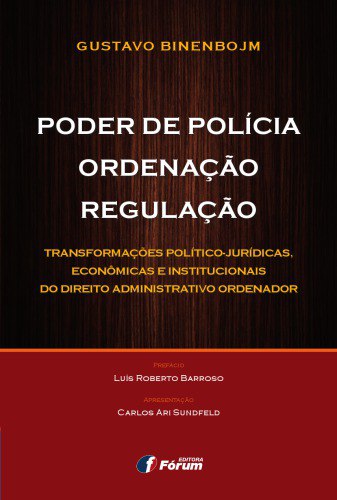 GUSTAVO BINENBOJM
PODER DE POLÍCIA
ORDENAÇÃO
REGULAÇÃO
TRANSFORMAÇÕES POLÍTICO-JURÍDICAS,
ECONÔMICAS E INSTITUCIONAIS
DO DIREITO ADMINISTRATIVO ORDENADOR
PREFÁCIO
LUÍS ROBERTO BARROSO
APRESENTAÇÃO
CARLOS ARI SUNDFELD
EDITORA
Fórum